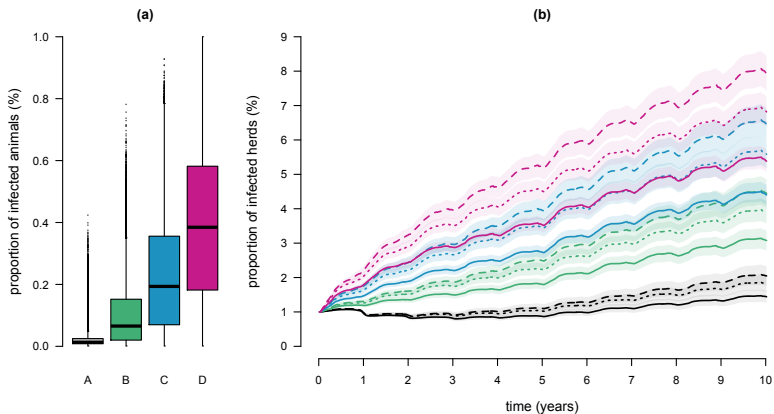 (a)
proportion of infected animals (%)
1.0
0.8
0.6
0.4
0.2
0.0
A B C D
(b)
proportion of infected herds (%)
9
8
7
6
5
4
3
2
1
0
0 1 2 3 4 5 6 7 8 9 10
time (years)